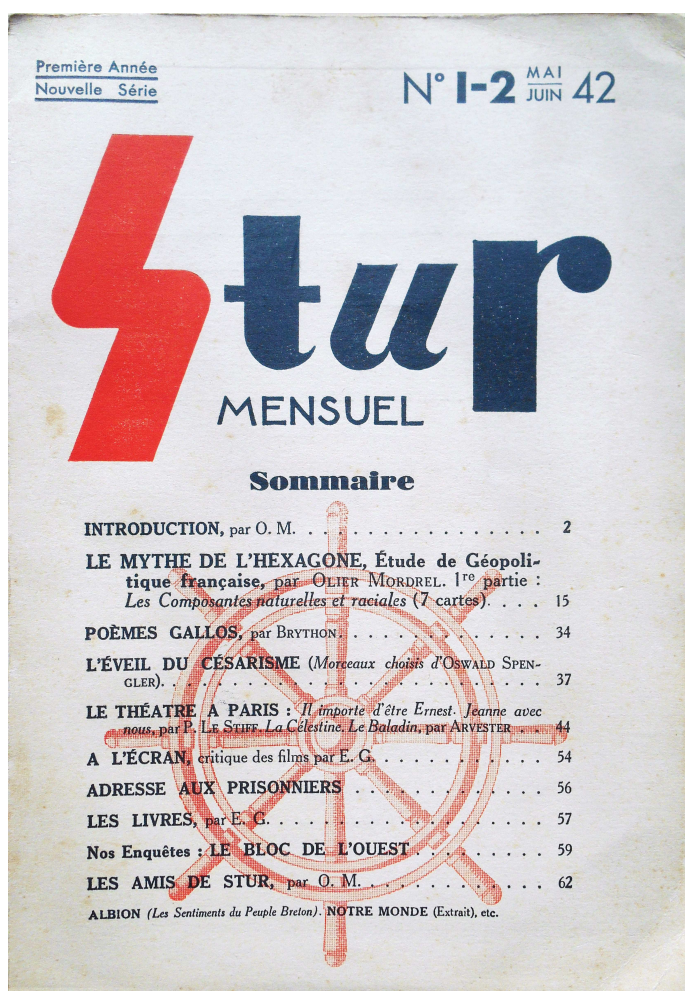 Première Année
Nouvelle Série
N° 1-2 MAI JUIN 42
Stur
MENSUEL
Sommaire
INTRODUCTION, par O. M. . . . . . . . . . . . . . . . 2
LE MYTHE DE L'HEXAGONE, Étude de Géopoli-
tique française, par OLIER MORDREL. 1re partie :
Les Composantes naturelles et raciales (7 cartes). . . . . 15
POÈMES GALLOS, par BRYTHON. . . . . . . . . . . . . . 34
L'ÉVEIL DU CÉSARISME (Morceaux choisis d'OSWALD SPEN-
GLER). . . . . . . . . . . . . . . . . . . . . . . . 37
LE THÉATRE A PARIS : Il importe d'être Ernest. Jeanne avec
nous, par P. LE STIFF. La Célestine. Le Baladin, par ARVESTER . . 44
A L'ÉCRAN, critique des films par E. G. . . . . . . . . . . 54
ADRESSE AUX PRISONNIERS . . . . . . . . . . . . . 56
LES LIVRES, par E. G. . . . . . . . . . . . . . . . . . 57
Nos Enquêtes : LE BLOC DE L'OUEST . . . . . . . . . 59
LES AMIS DE STUR, par O. M. . . . . . . . . . . . . 62
ALBION (Les Sentiments du Peuple Breton). NOTRE MONDE (Extrait), etc.